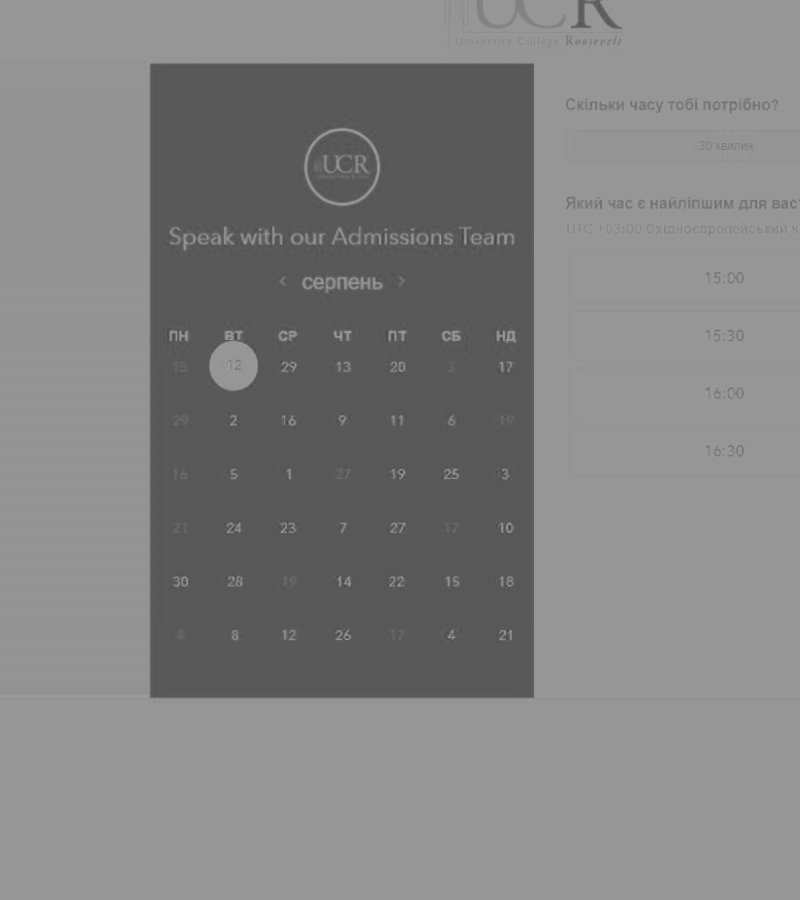 UCR
University College Roosevelt
UCR
Speak with our Admissions Team
< серпень >
ПН ВТ СР ЧТ ПТ СБ НД
15 12 29 13 20 3 17
29 2 16 9 11 6 19
16 5 1 27 19 25 3
21 24 23 7 27 17 10
30 28 19 14 22 15 18
4 8 12 26 17 4 21
Скільки часу тобі потрібно?
30 хвилин
Який час є найліпшим для вас
UTC +03:00 Східноєвропейський ч
15:00
15:30
16:00
16:30